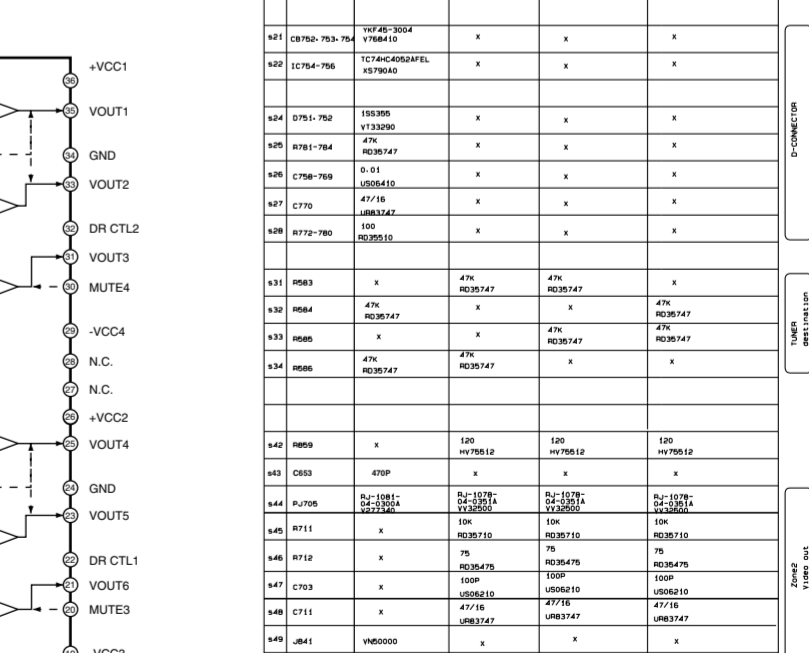 36 +VCC1
35 VOUT1
34 GND
33 VOUT2
32 DR CTL2
31 VOUT3
30 MUTE4
29 -VCC4
28 N.C.
27 N.C.
26 +VCC2
25 VOUT4
24 GND
23 VOUT5
22 DR CTL1
21 VOUT6
20 MUTE3
s21 CB752,753,754 YKF45-3004 x x x
V768410
s22 IC754-756 TC74HC4052AFEL x x x
XS790A0
s24 D751,752 1SS355 x x x
VT33290
s25 R781-784 47K x x x
RD35747
s26 C758-769 0.01 x x x
US06410
s27 C770 47/16 x x x
UR83747
s28 R772-780 100 x x x
RD35510
s31 R583 x 47K 47K x
RD35747 RD35747
s32 R584 47K x x 47K
RD35747 RD35747
s33 R585 x x 47K 47K
RD35747 RD35747
s34 R586 47K 47K x x
RD35747 RD35747
s42 R859 x 120 120 120
HV75512 HV75512 HV75512
s43 C653 470P x x x
s44 PJ705 RJ-1081- RJ-1078- RJ-1078- RJ-1078-
04-0300A 04-0351A 04-0351A 04-0351A
V277340 VV32500 VV32500 VV32500
s45 R711 x 10K 10K 10K
RD35710 RD35710 RD35710
s46 R712 x 75 75 75
RD35475 RD35475 RD35475
s47 C703 x 100P 100P 100P
US06210 US06210 US06210
s48 C711 x 47/16 47/16 47/16
UR83747 UR83747 UR83747
s49 J841 VN50000 x x x
D-CONNECTOR
TUNER
destination
Zone2
Video out